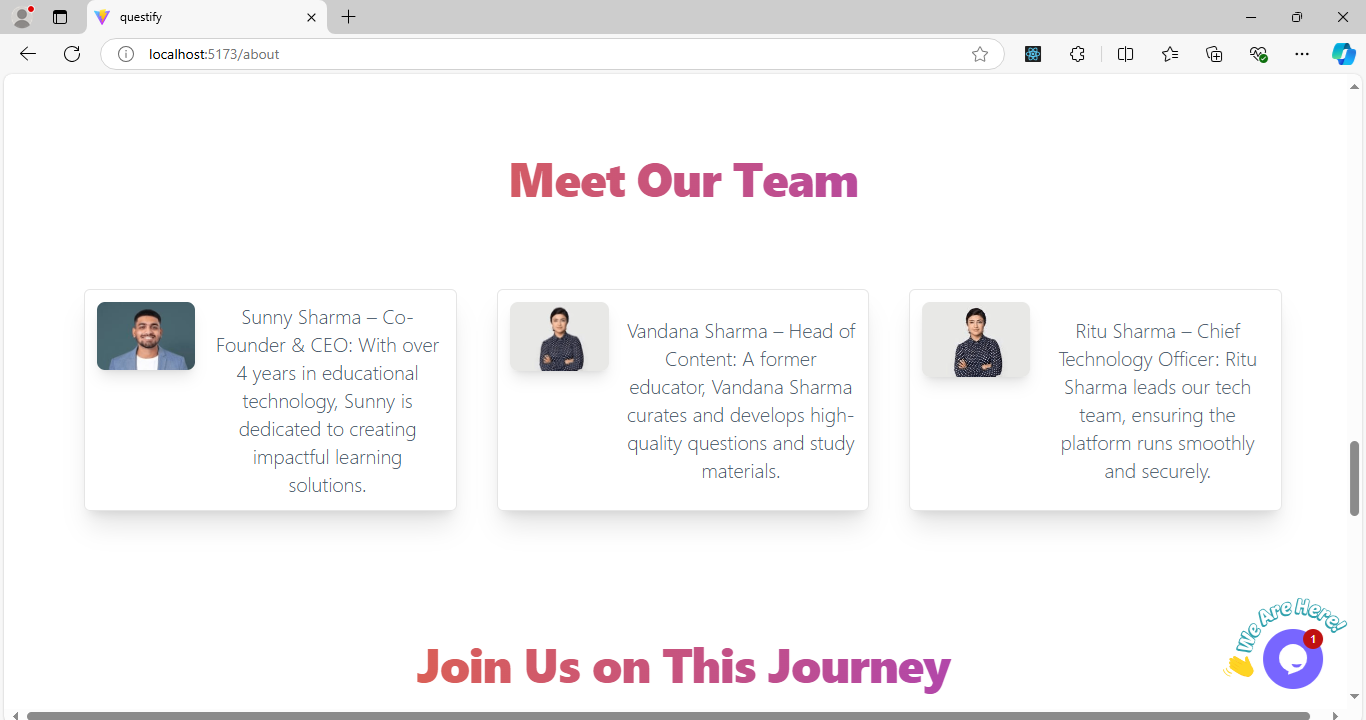 questify
localhost:5173/about
Meet Our Team
Sunny Sharma – Co-
Founder & CEO: With over
4 years in educational
technology, Sunny is
dedicated to creating
impactful learning
solutions.
Vandana Sharma – Head of
Content: A former
educator, Vandana Sharma
curates and develops high-
quality questions and study
materials.
Ritu Sharma – Chief
Technology Officer: Ritu
Sharma leads our tech
team, ensuring the
platform runs smoothly
and securely.
We Are Here!
1
Join Us on This Journey